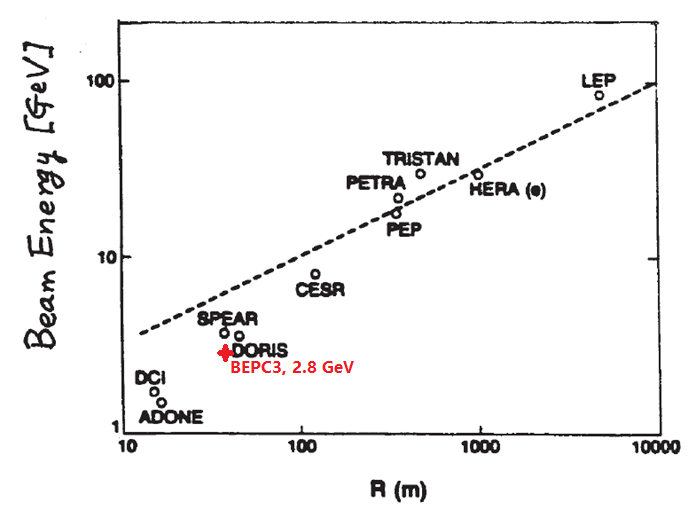 Beam Energy [GeV]
100
10
1
LEP
TRISTAN
PETRA
HERA (e)
PEP
CESR
SPEAR
DORIS
BEPC3, 2.8 GeV
DCI
ADONE
10
100
1000
10000
R (m)